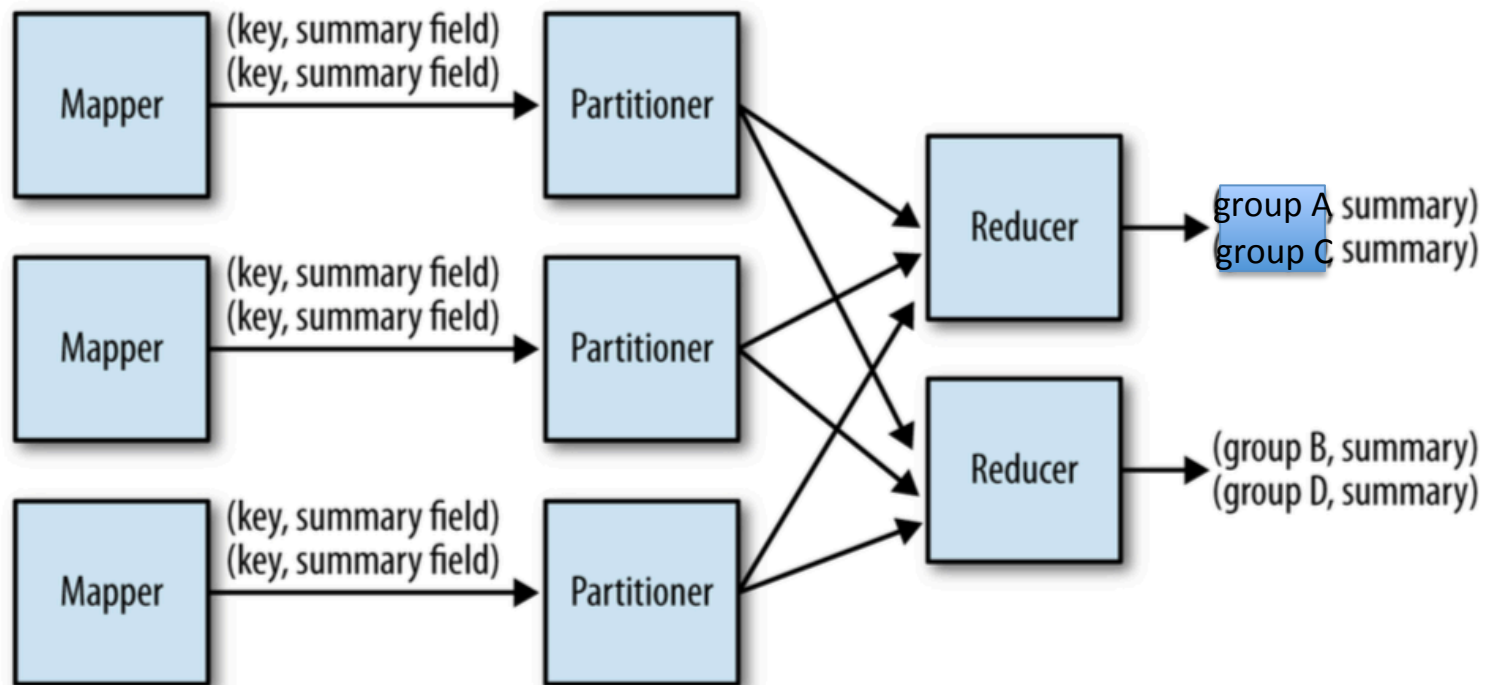 Mapper
(key, summary field)
(key, summary field)
Partitioner
Reducer
(group A, summary)
(group C, summary)
Mapper
(key, summary field)
(key, summary field)
Partitioner
Reducer
(group B, summary)
(group D, summary)
Mapper
(key, summary field)
(key, summary field)
Partitioner